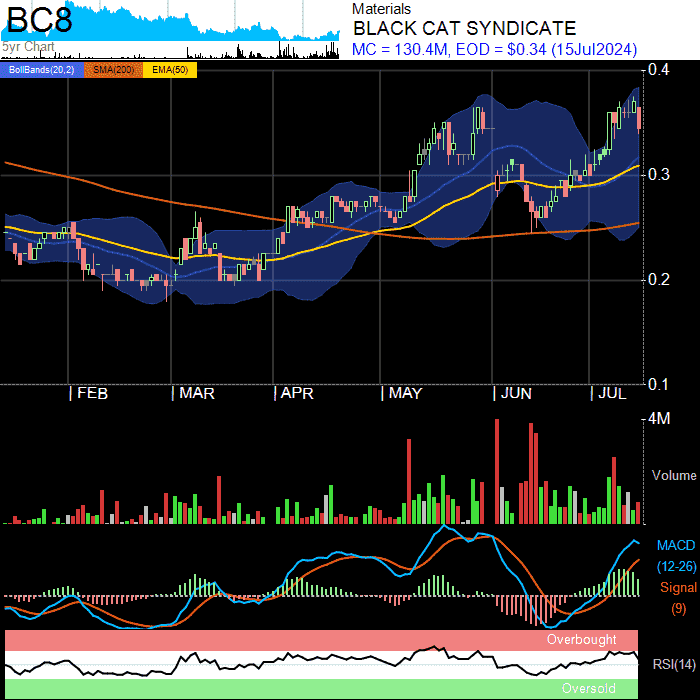 BC8
5yr Chart
Materials
BLACK CAT SYNDICATE
MC = 130.4M, EOD = $0.34 (15Jul2024)
BollBands(20,2) SMA(200) EMA(50)
0.4
0.3
0.2
0.1
FEB MAR APR MAY JUN JUL
4M
Volume
MACD
(12-26)
Signal
(9)
Overbought
RSI(14)
Oversold